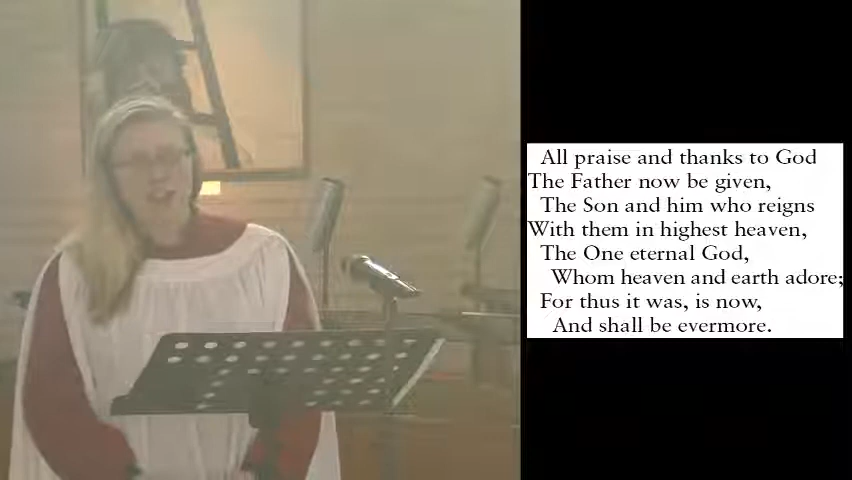 All praise and thanks to God
The Father now be given,
The Son and him who reigns
With them in highest heaven,
The One eternal God,
Whom heaven and earth adore;
For thus it was, is now,
And shall be evermore.